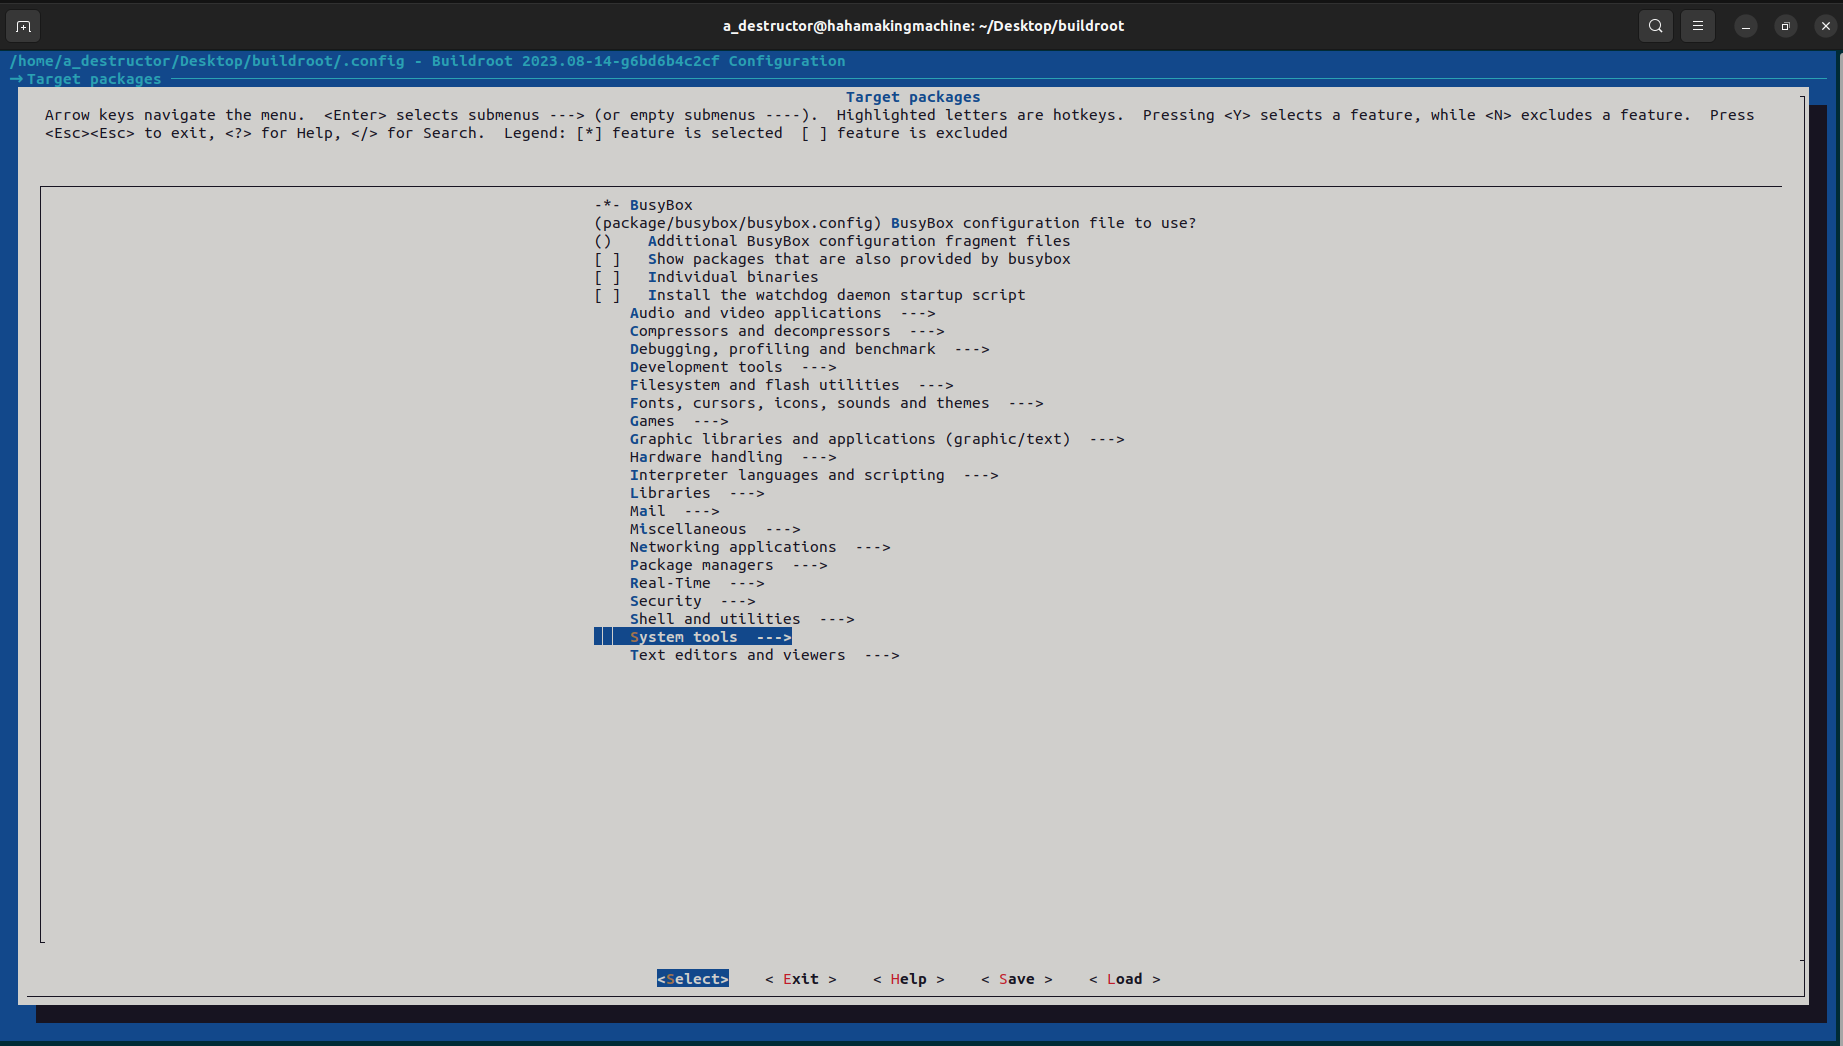 a_destructor@hahamakingmachine: ~/Desktop/buildroot
/home/a_destructor/Desktop/buildroot/.config - Buildroot 2023.08-14-g6bd6b4c2cf Configuration
→ Target packages
Target packages
Arrow keys navigate the menu.  <Enter> selects submenus ---> (or empty submenus ----).  Highlighted letters are hotkeys.  Pressing <Y> selects a feature, while <N> excludes a feature.  Press
<Esc><Esc> to exit, <?> for Help, </> for Search.  Legend: [*] feature is selected  [ ] feature is excluded
-*- BusyBox
(package/busybox/busybox.config) BusyBox configuration file to use?
()    Additional BusyBox configuration fragment files
[ ]   Show packages that are also provided by busybox
[ ]   Individual binaries
[ ]   Install the watchdog daemon startup script
Audio and video applications  --->
Compressors and decompressors  --->
Debugging, profiling and benchmark  --->
Development tools  --->
Filesystem and flash utilities  --->
Fonts, cursors, icons, sounds and themes  --->
Games  --->
Graphic libraries and applications (graphic/text)  --->
Hardware handling  --->
Interpreter languages and scripting  --->
Libraries  --->
Mail  --->
Miscellaneous  --->
Networking applications  --->
Package managers  --->
Real-Time  --->
Security  --->
Shell and utilities  --->
System tools  --->
Text editors and viewers  --->
<Select>    < Exit >    < Help >    < Save >    < Load >